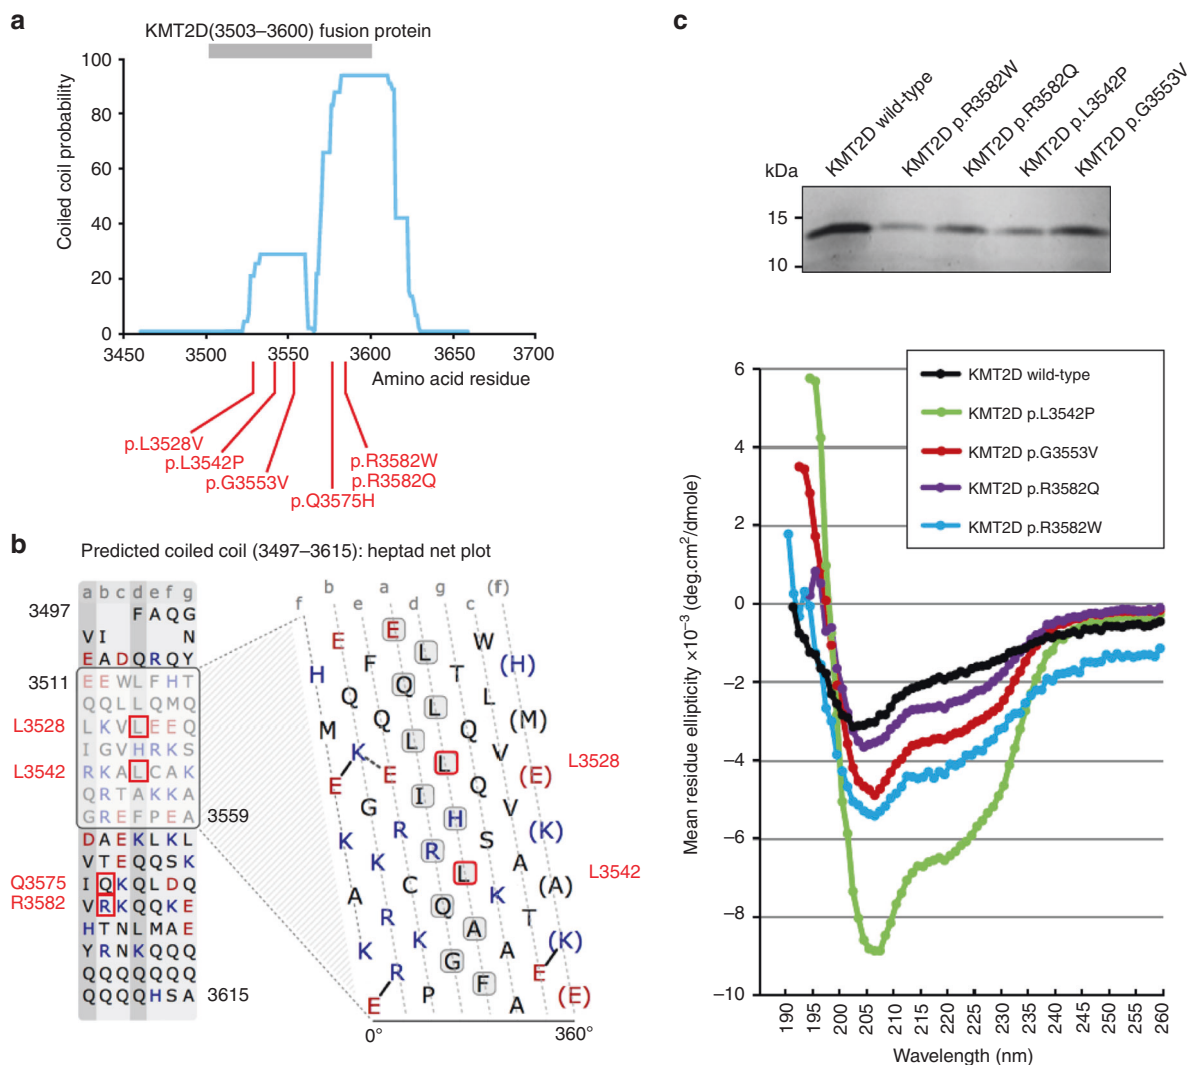 a
KMT2D(3503–3600) fusion protein
Coiled coil probability
100
80
60
40
20
0
3450 3500 3550 3600 3650 3700
Amino acid residue
p.L3528V
p.L3542P
p.G3553V
p.Q3575H
p.R3582W
p.R3582Q
b
Predicted coiled coil (3497–3615): heptad net plot
a b c d e f g
3497 F A Q G
V I N
E A D Q R Q Y
3511 E E W L F H T
Q Q L L Q M Q
L3528 L K V L E E Q
I G V H R K S
L3542 R K A L C A K
Q R T A K K A
G R E F P E A 3559
D A E K L K L
V T E Q Q S K
Q3575 I Q K Q L D Q
R3582 V R K Q Q K E
H T N L M A E
Y R N K Q Q Q
Q Q Q Q Q Q Q
Q Q Q Q H S A 3615
f b e a d g c (f)
H M E K A K E
E Q K G K R R
F Q E R C K P
E Q L I R Q G
L L L H L A F
T Q Q S K A A
W L V V A T E
(H) (M) (E) (K) (A) (K) (E)
L3528
L3542
0° 360°
c
KMT2D wild-type
KMT2D p.R3582W
KMT2D p.R3582Q
KMT2D p.L3542P
KMT2D p.G3553V
kDa
15
10
Mean residue ellipticity ×10⁻³ (deg.cm²/dmole)
6
4
2
0
−2
−4
−6
−8
−10
KMT2D wild-type
KMT2D p.L3542P
KMT2D p.G3553V
KMT2D p.R3582Q
KMT2D p.R3582W
190 195 200 205 210 215 220 225 230 235 240 245 250 255 260
Wavelength (nm)